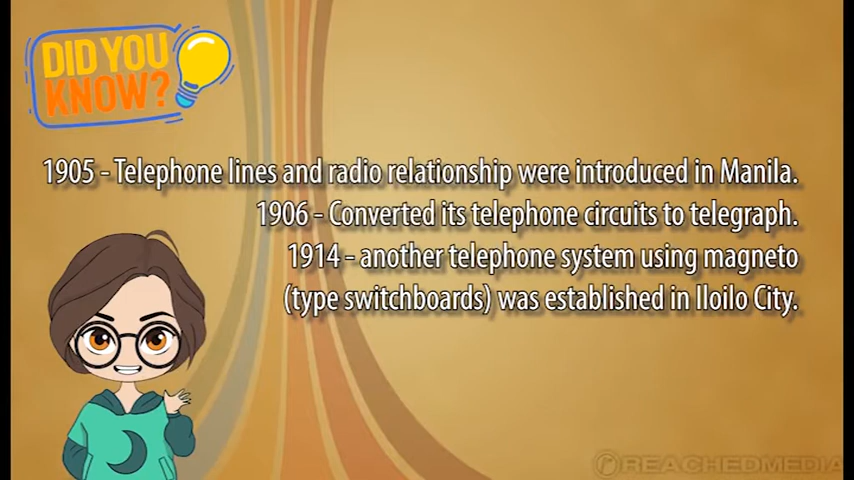 DID YOU
KNOW?
1905 - Telephone lines and radio relationship were introduced in Manila.
1906 - Converted its telephone circuits to telegraph.
1914 - another telephone system using magneto
(type switchboards) was established in Iloilo City.
REACHEDMEDIA